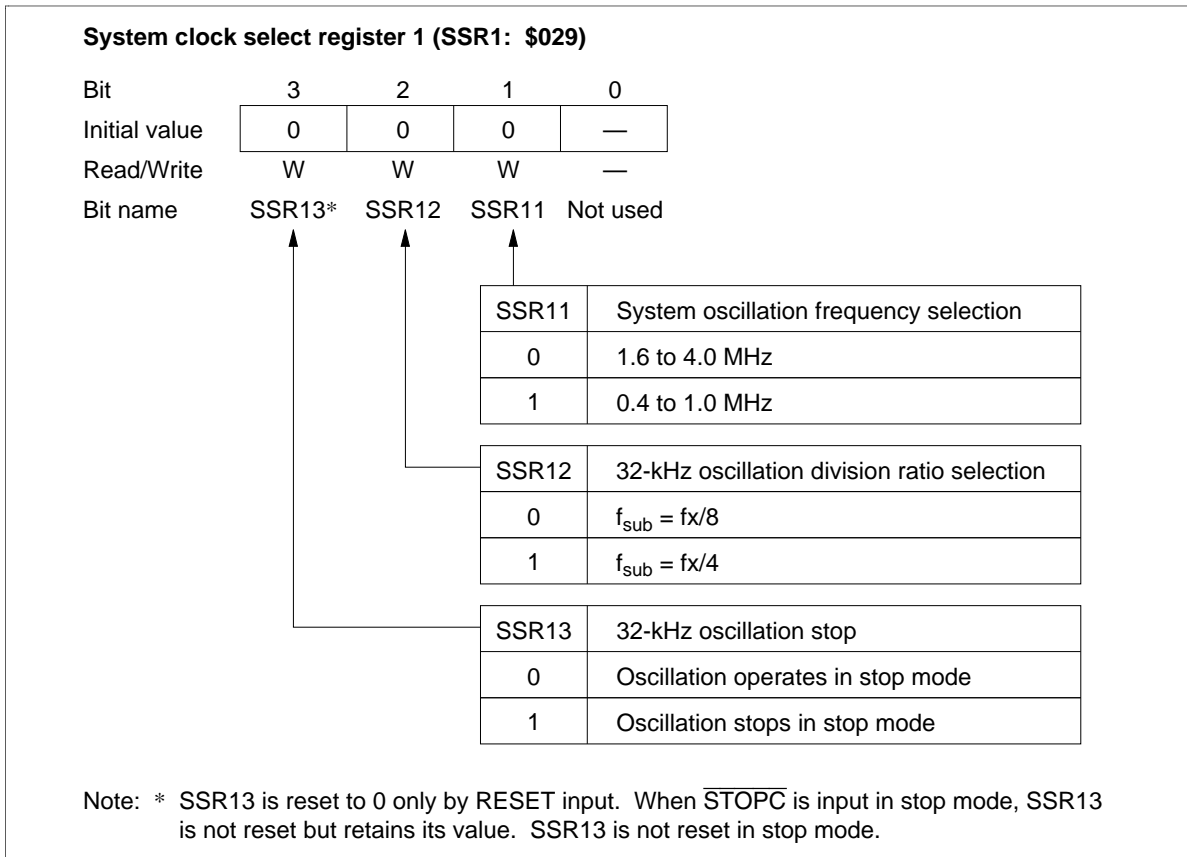 System clock select register 1 (SSR1: $029)
Bit 3 2 1 0
Initial value 0 0 0 —
Read/Write W W W —
Bit name SSR13* SSR12 SSR11 Not used
SSR11 System oscillation frequency selection
0 1.6 to 4.0 MHz
1 0.4 to 1.0 MHz
SSR12 32-kHz oscillation division ratio selection
0 fsub = fx/8
1 fsub = fx/4
SSR13 32-kHz oscillation stop
0 Oscillation operates in stop mode
1 Oscillation stops in stop mode
Note: * SSR13 is reset to 0 only by RESET input. When STOPC is input in stop mode, SSR13
is not reset but retains its value. SSR13 is not reset in stop mode.